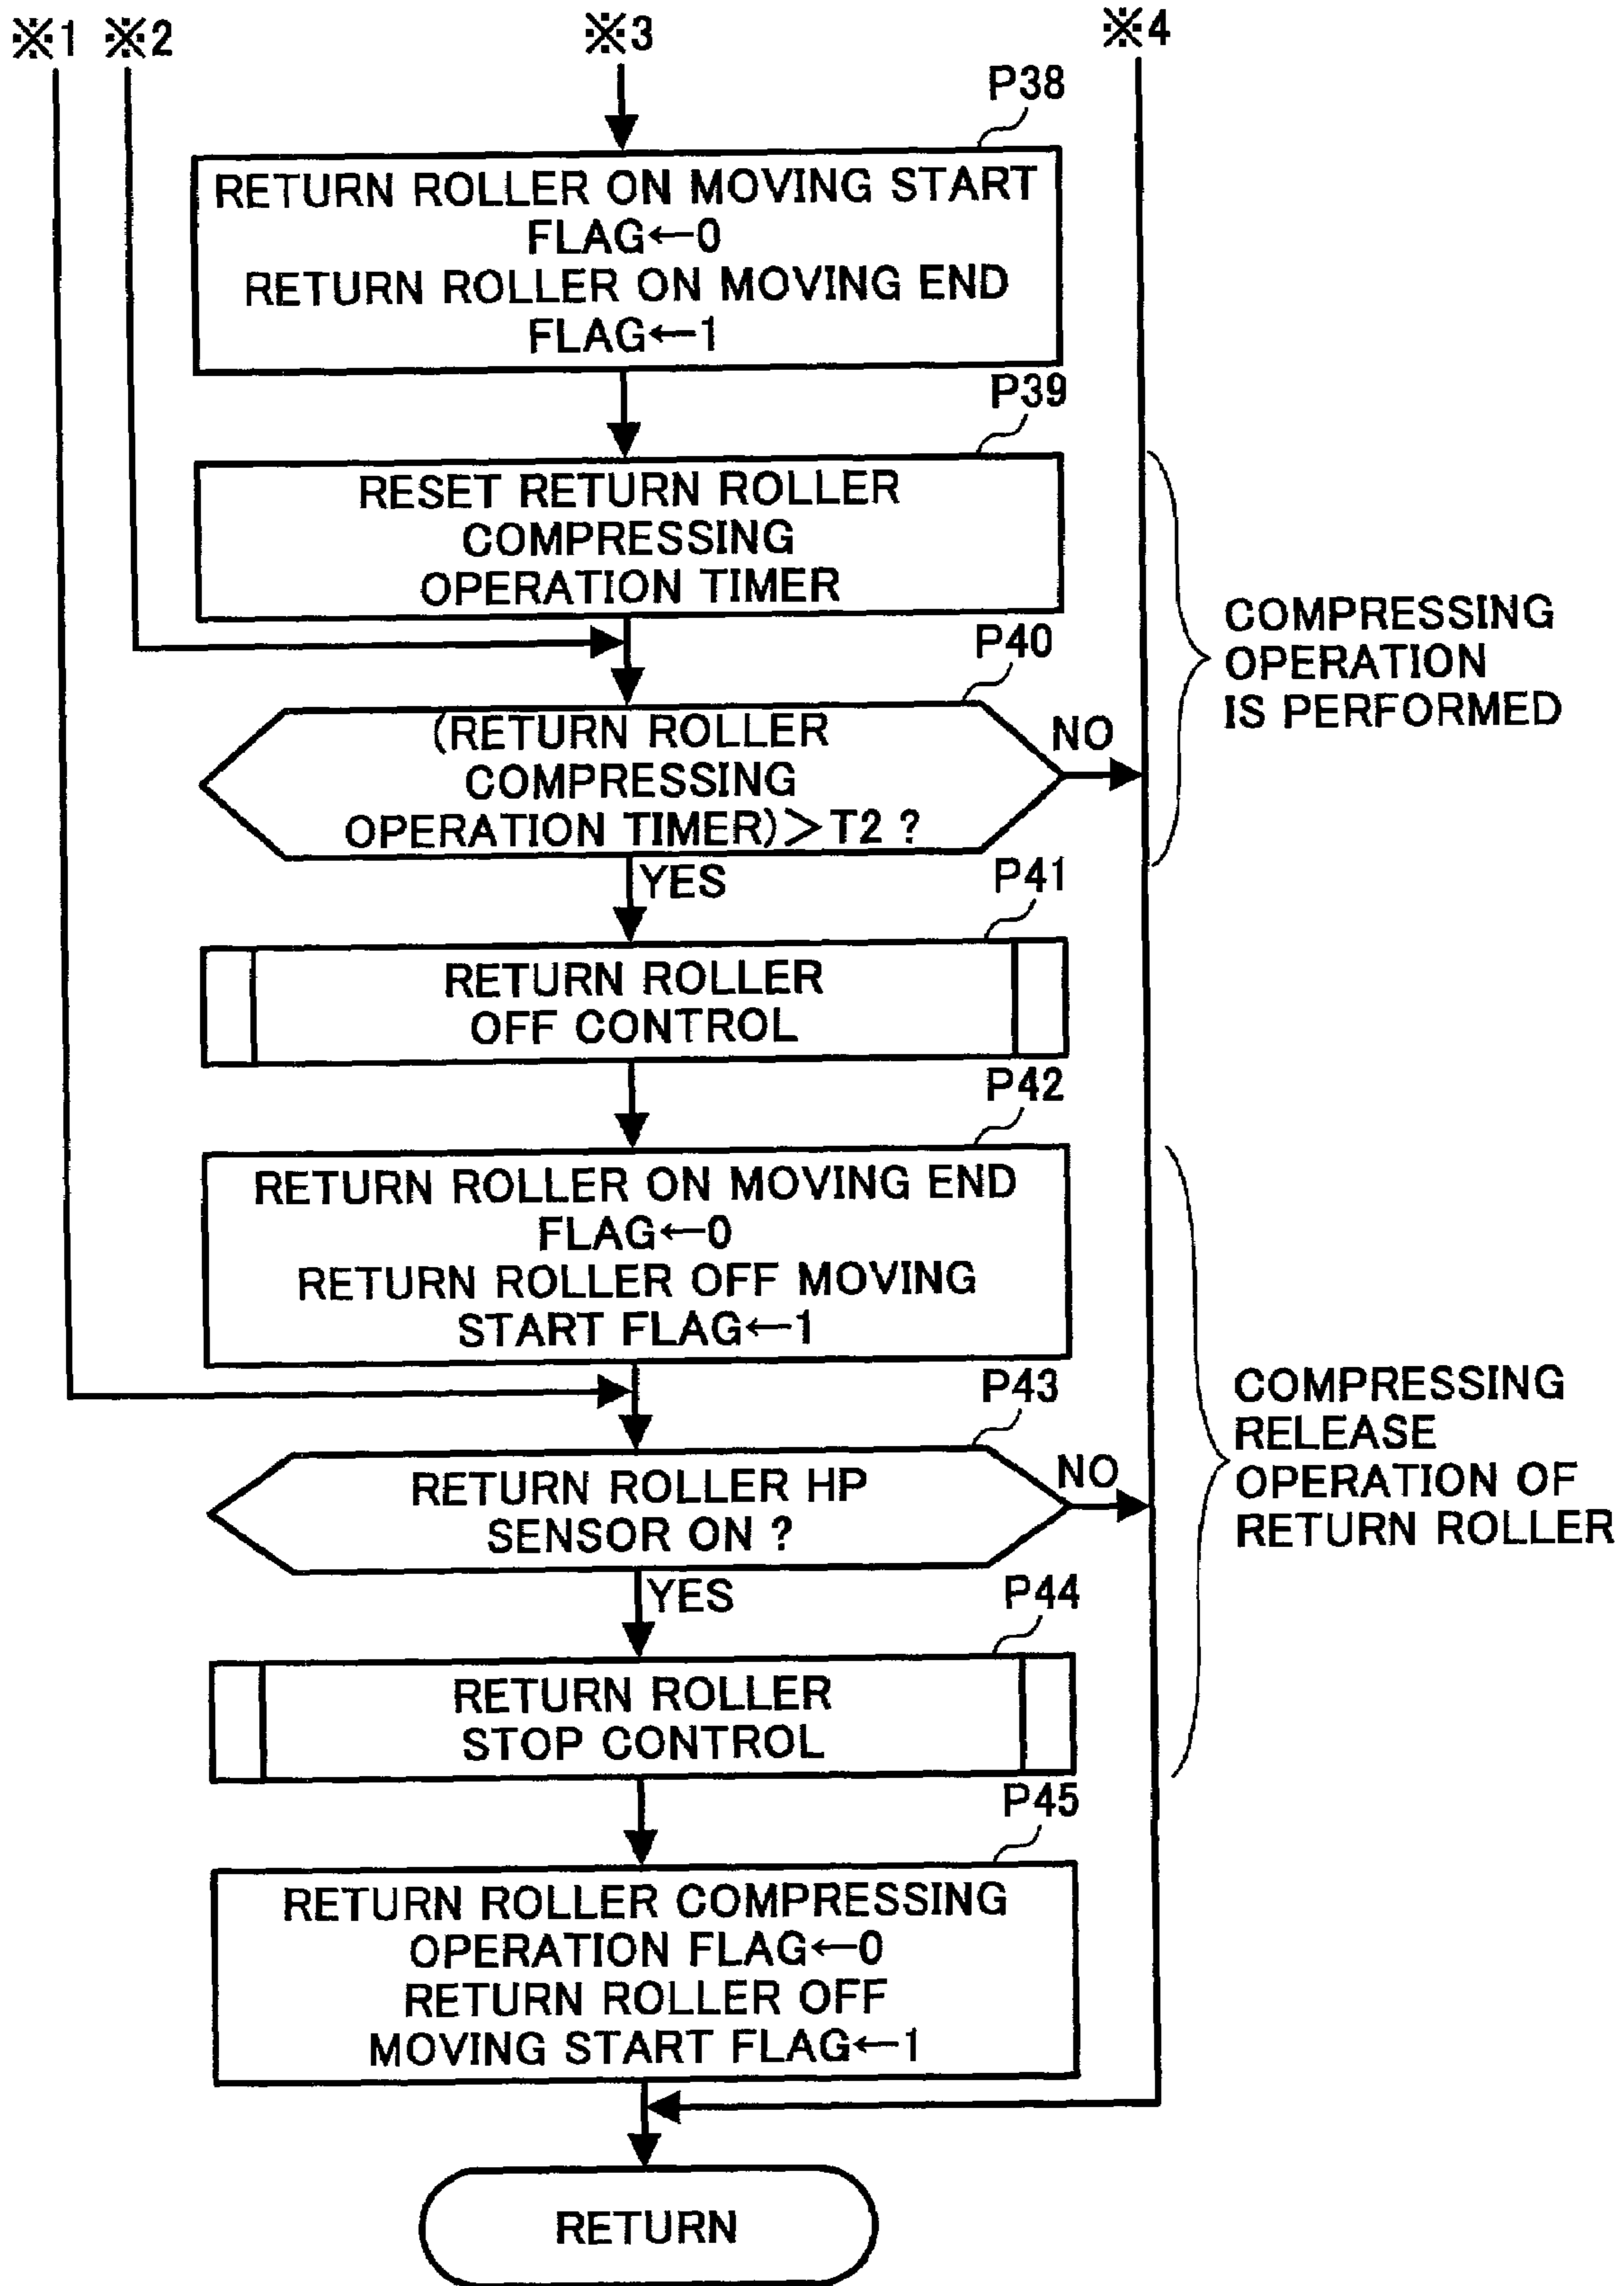 ※1 ※2 ※3 ※4
P38
RETURN ROLLER ON MOVING START
FLAG←0
RETURN ROLLER ON MOVING END
FLAG←1
P39
RESET RETURN ROLLER
COMPRESSING
OPERATION TIMER
P40
(RETURN ROLLER
COMPRESSING
OPERATION TIMER)>T2 ?
NO
YES
COMPRESSING
OPERATION
IS PERFORMED
P41
RETURN ROLLER
OFF CONTROL
P42
RETURN ROLLER ON MOVING END
FLAG←0
RETURN ROLLER OFF MOVING
START FLAG←1
P43
RETURN ROLLER HP
SENSOR ON ?
NO
YES
COMPRESSING
RELEASE
OPERATION OF
RETURN ROLLER
P44
RETURN ROLLER
STOP CONTROL
P45
RETURN ROLLER COMPRESSING
OPERATION FLAG←0
RETURN ROLLER OFF
MOVING START FLAG←1
RETURN